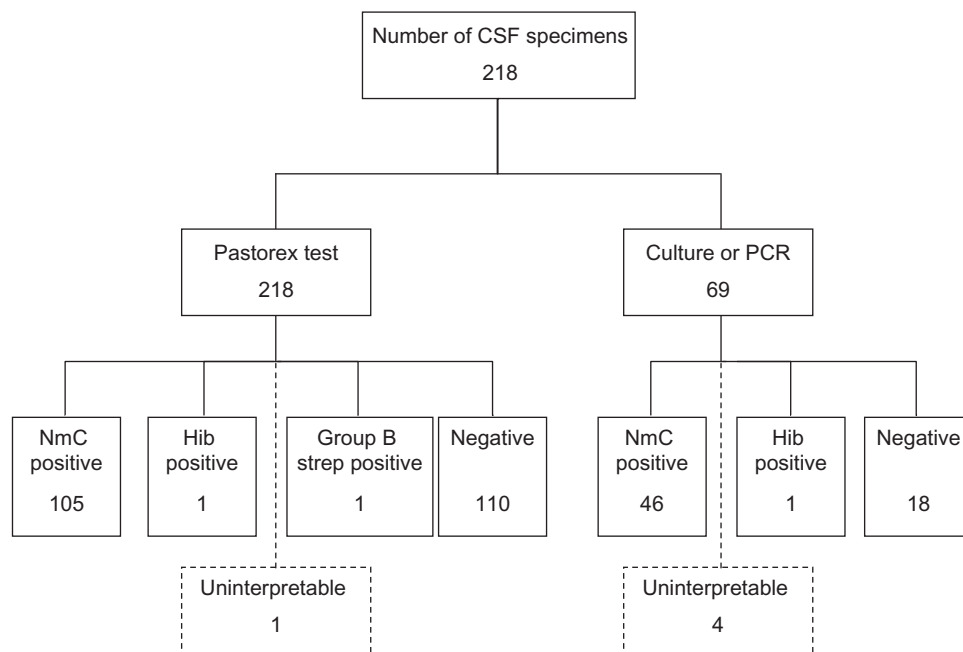 Number of CSF specimens
218
Pastorex test
218
Culture or PCR
69
NmC
positive
105
Hib
positive
1
Group B
strep positive
1
Negative
110
NmC
positive
46
Hib
positive
1
Negative
18
Uninterpretable
1
Uninterpretable
4